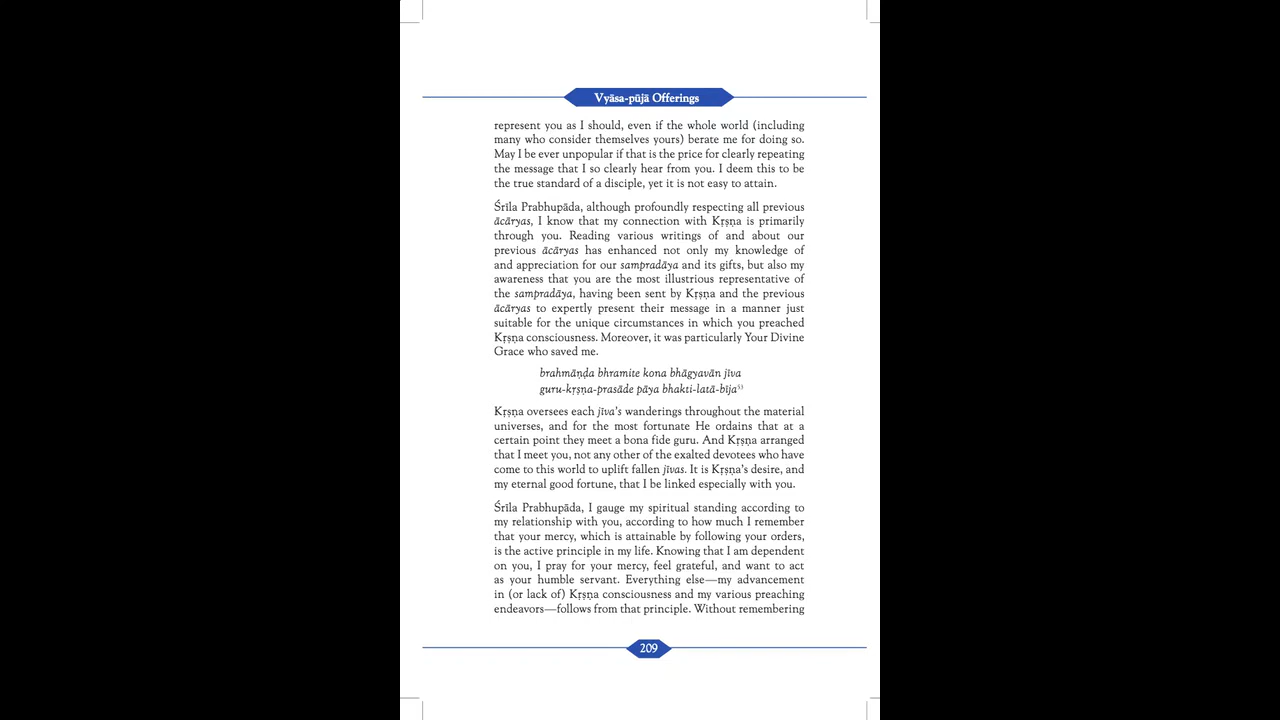 Vyāsa-pūjā Offerings
represent you as I should, even if the whole world (including
many who consider themselves yours) berate me for doing so.
May I be ever unpopular if that is the price for clearly repeating
the message that I so clearly hear from you. I deem this to be
the true standard of a disciple, yet it is not easy to attain.
Śrīla Prabhupāda, although profoundly respecting all previous
ācāryas, I know that my connection with Kṛṣṇa is primarily
through you. Reading various writings of and about our
previous ācāryas has enhanced not only my knowledge of
and appreciation for our sampradāya and its gifts, but also my
awareness that you are the most illustrious representative of
the sampradāya, having been sent by Kṛṣṇa and the previous
ācāryas to expertly present their message in a manner just
suitable for the unique circumstances in which you preached
Kṛṣṇa consciousness. Moreover, it was particularly Your Divine
Grace who saved me.
brahmāṇḍa bhramite kona bhāgyavān jīva
guru-kṛṣṇa-prasāde pāya bhakti-latā-bīja⁵³
Kṛṣṇa oversees each jīva’s wanderings throughout the material
universes, and for the most fortunate He ordains that at a
certain point they meet a bona fide guru. And Kṛṣṇa arranged
that I meet you, not any other of the exalted devotees who have
come to this world to uplift fallen jīvas. It is Kṛṣṇa’s desire, and
my eternal good fortune, that I be linked especially with you.
Śrīla Prabhupāda, I gauge my spiritual standing according to
my relationship with you, according to how much I remember
that your mercy, which is attainable by following your orders,
is the active principle in my life. Knowing that I am dependent
on you, I pray for your mercy, feel grateful, and want to act
as your humble servant. Everything else—my advancement
in (or lack of) Kṛṣṇa consciousness and my various preaching
endeavors—follows from that principle. Without remembering
209